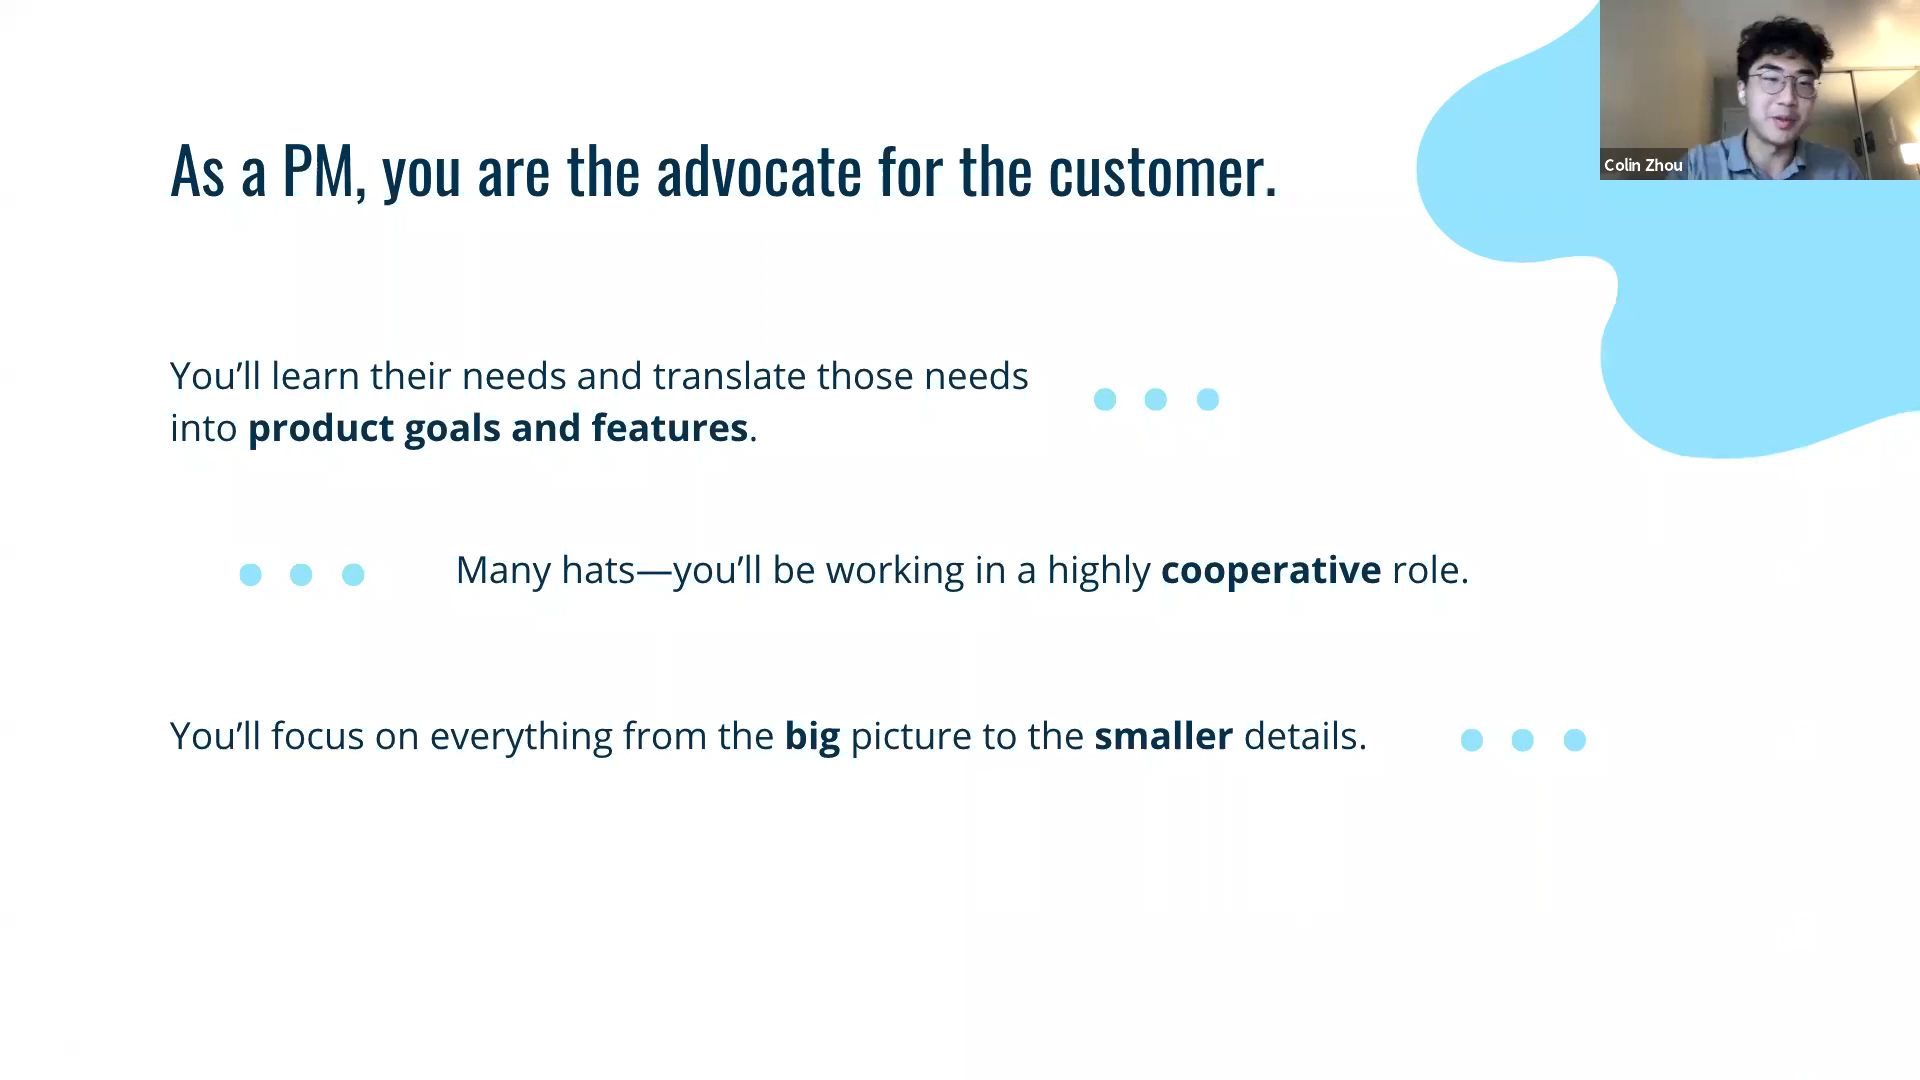 As a PM, you are the advocate for the customer.
Colin Zhou
You’ll learn their needs and translate those needs
into product goals and features.
Many hats—you’ll be working in a highly cooperative role.
You’ll focus on everything from the big picture to the smaller details.